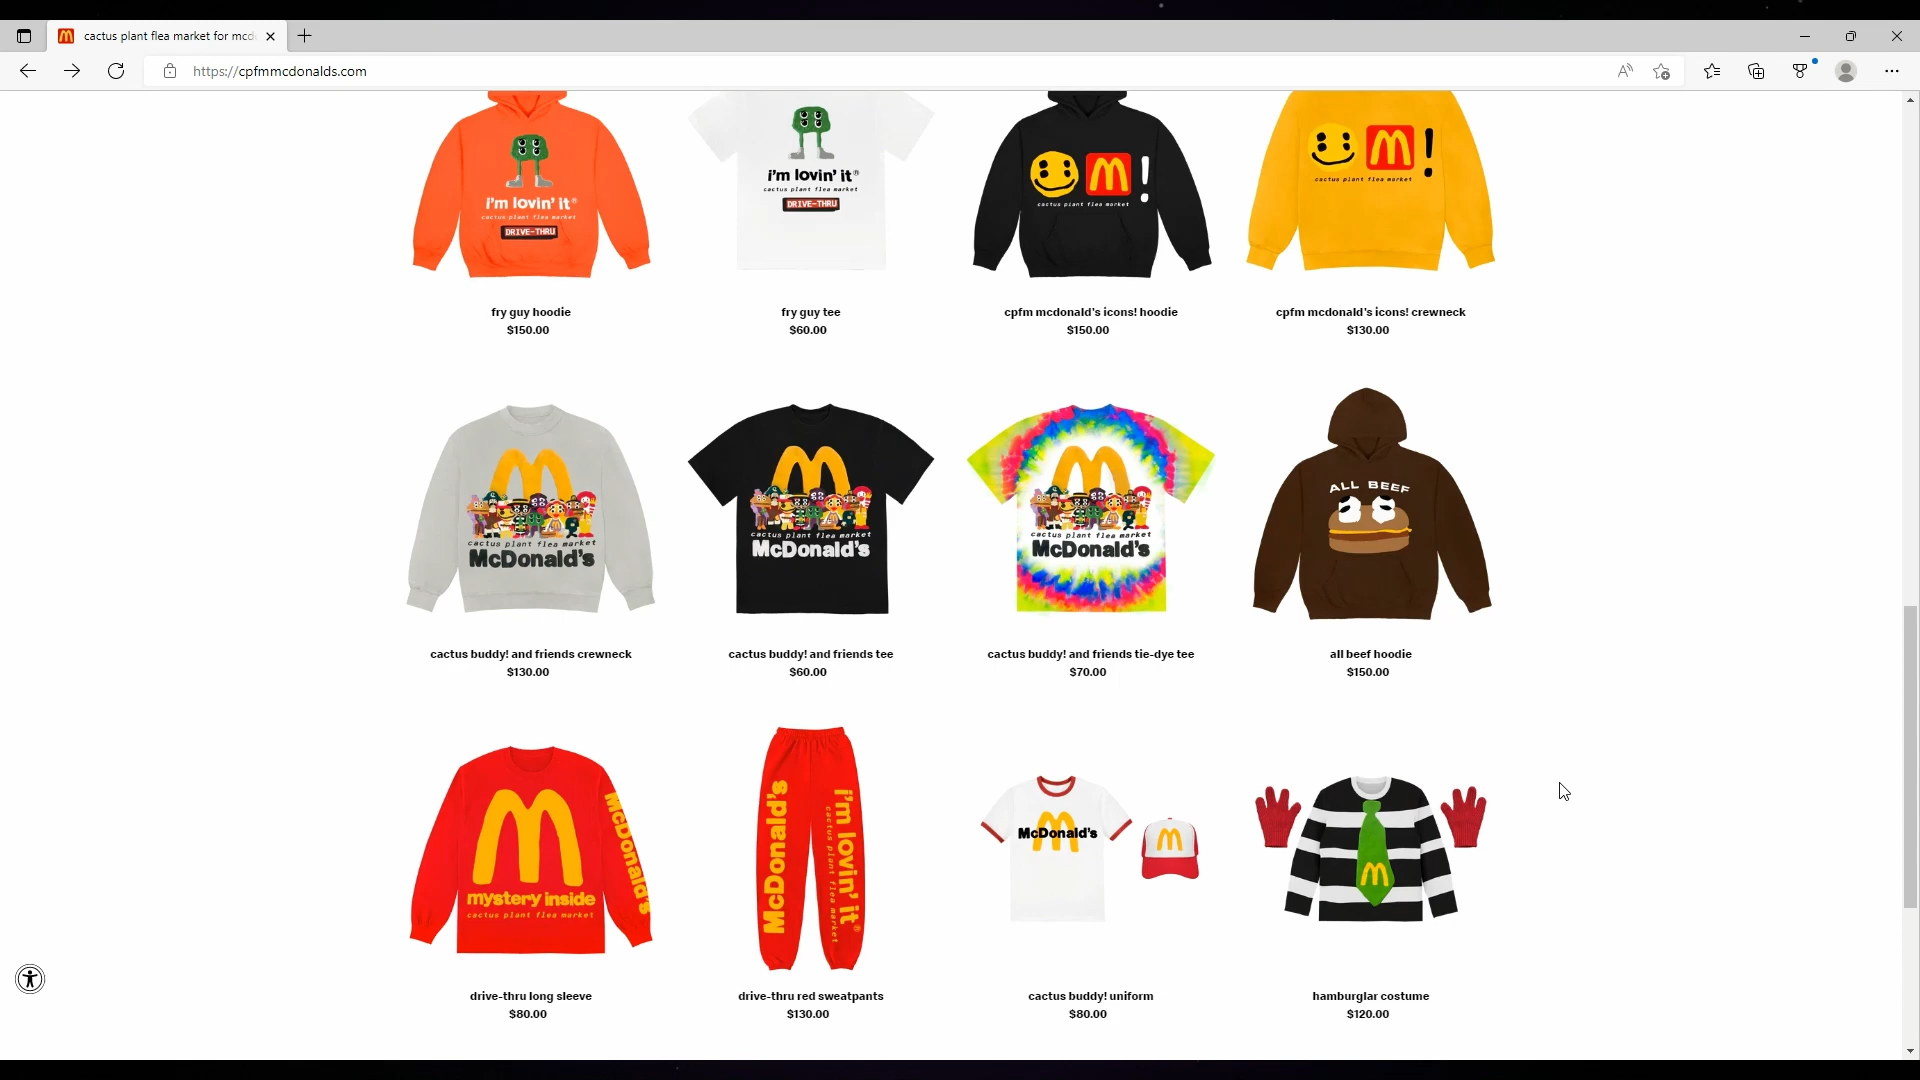 cactus plant flea market for mcd
https://cpfmmcdonalds.com
i'm lovin' it®
cactus plant flea market
DRIVE-THRU
i'm lovin' it®
cactus plant flea market
DRIVE-THRU
M!
cactus plant flea market
M!
cactus plant flea market
fry guy hoodie
$150.00
fry guy tee
$60.00
cpfm mcdonald's icons! hoodie
$150.00
cpfm mcdonald's icons! crewneck
$130.00
cactus plant flea market
McDonald's
cactus plant flea market
McDonald's
cactus plant flea market
McDonald's
ALL BEEF
cactus buddy! and friends crewneck
$130.00
cactus buddy! and friends tee
$60.00
cactus buddy! and friends tie-dye tee
$70.00
all beef hoodie
$150.00
mystery inside
cactus plant flea market
McDonald's
McDonald's
i'm lovin' it®
cactus plant flea market
McDonald's
M
M
drive-thru long sleeve
$80.00
drive-thru red sweatpants
$130.00
cactus buddy! uniform
$80.00
hamburglar costume
$120.00